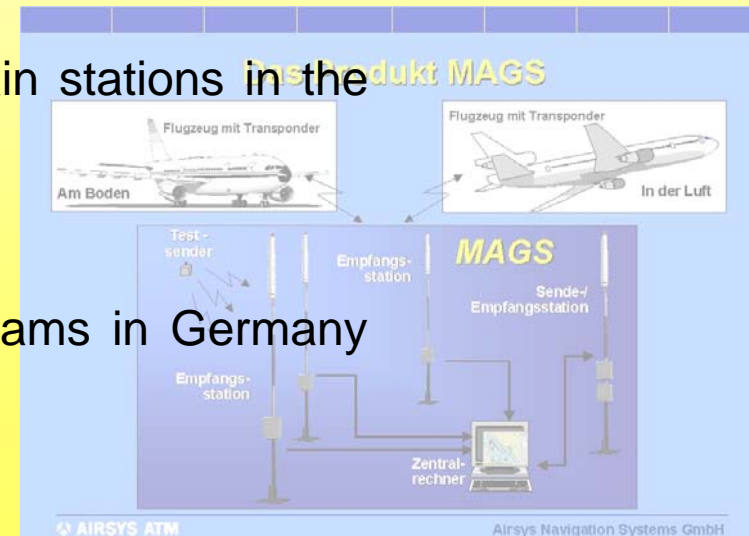 in stations in the
Das Produkt MAGS
Flugzeug mit Transponder
Am Boden
Flugzeug mit Transponder
In der Luft
Test-
sender
Empfangs-
station
MAGS
Sende-/
Empfangsstation
ams in Germany
Empfangs-
station
Zentral-
rechner
AIRSYS ATM
Airsys Navigation Systems GmbH